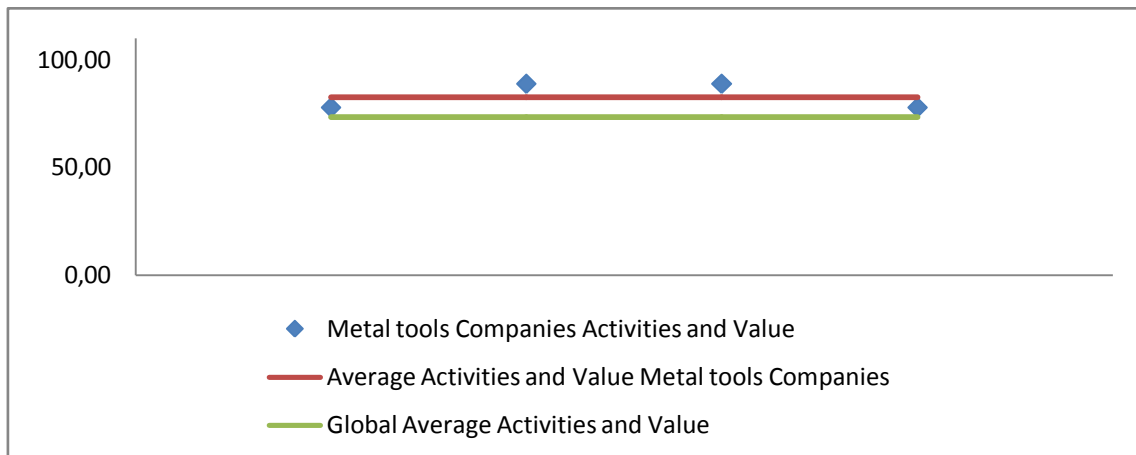 100,00
50,00
0,00
Metal tools Companies Activities and Value
Average Activities and Value Metal tools Companies
Global Average Activities and Value